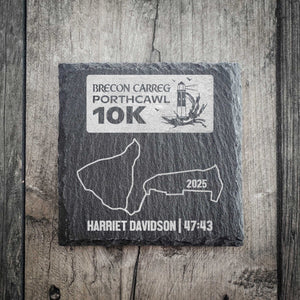 BRECON CARREG
PORTHCAWL
10K
2025
HARRIET DAVIDSON | 47:43